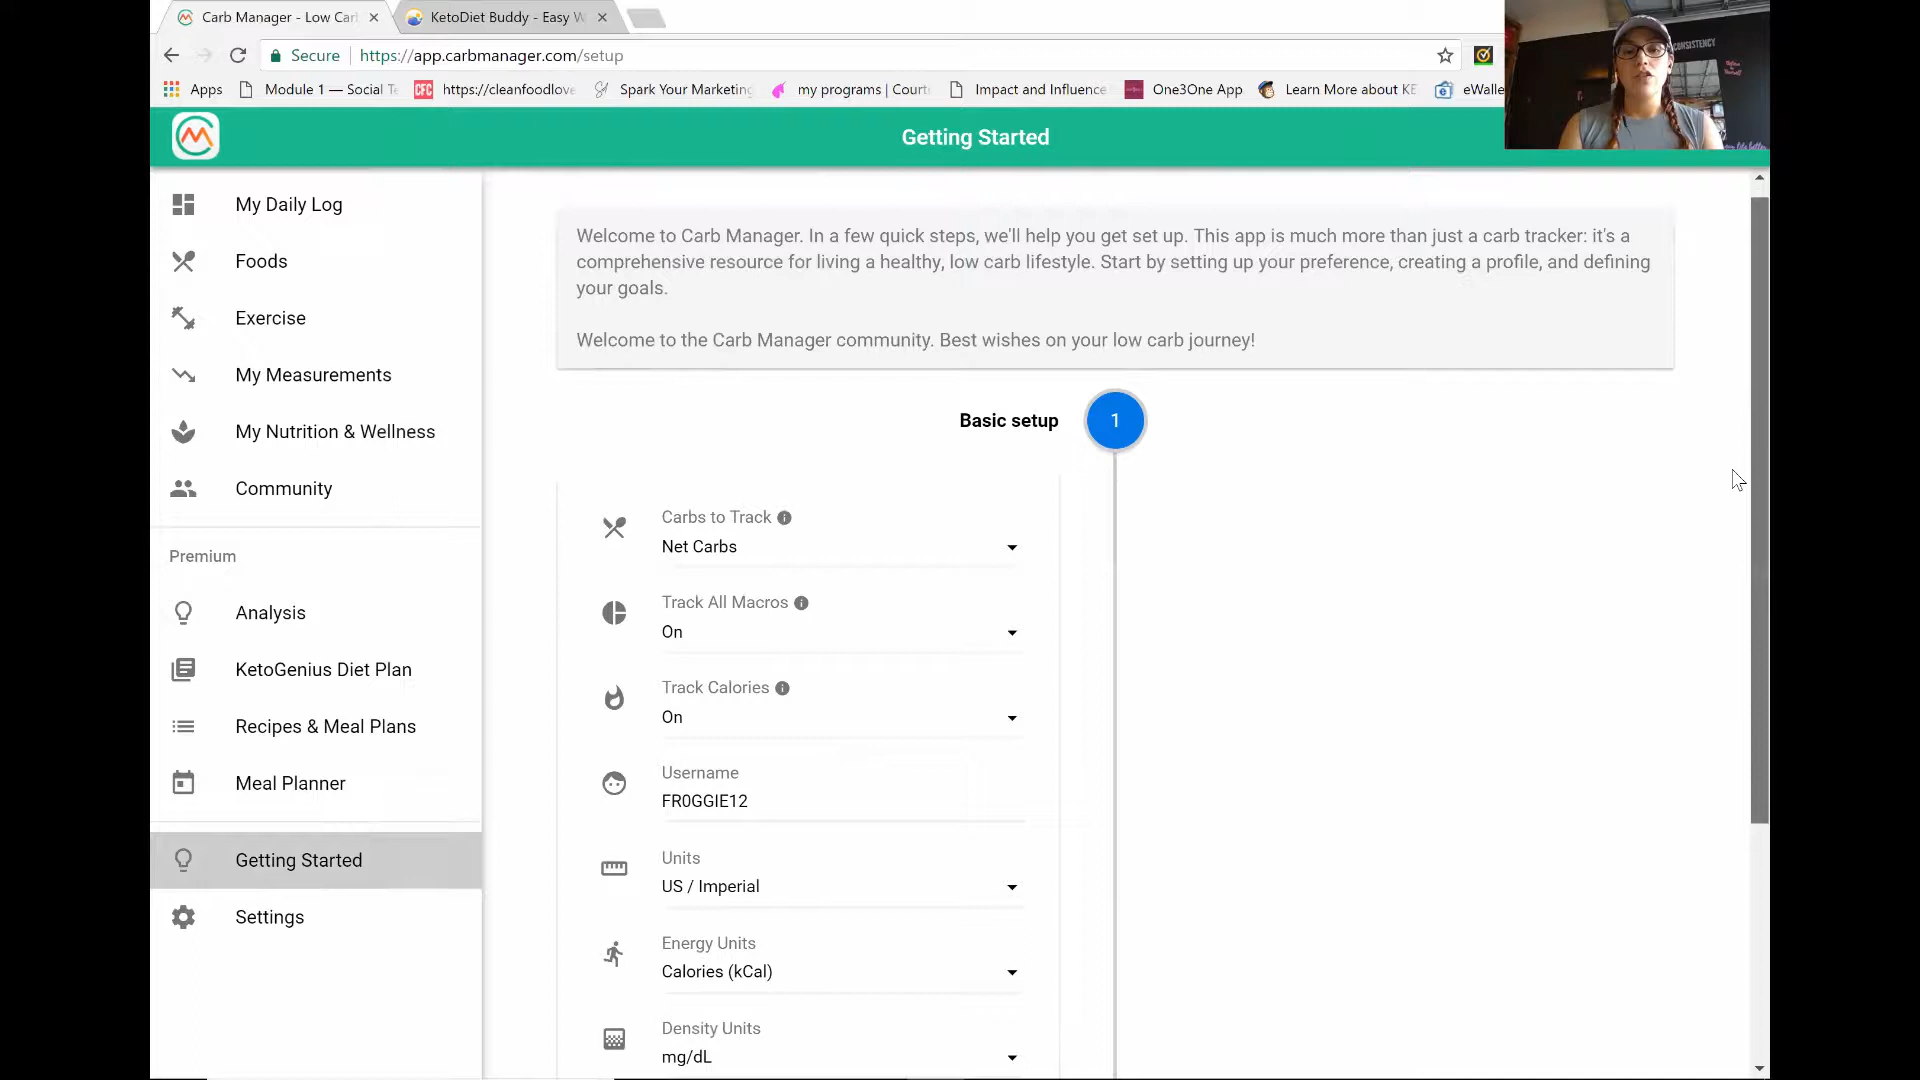 Carb Manager - Low Carb
KetoDiet Buddy - Easy W
Secure
https://app.carbmanager.com/setup
Apps
Module 1 — Social Te
CFC
https://cleanfoodlove
Spark Your Marketing
my programs | Court
Impact and Influence
One3One App
Learn More about KE
eWalle
CONSISTENCY
Getting Started
My Daily Log
Foods
Exercise
My Measurements
My Nutrition & Wellness
Community
Premium
Analysis
KetoGenius Diet Plan
Recipes & Meal Plans
Meal Planner
Getting Started
Settings
Welcome to Carb Manager. In a few quick steps, we'll help you get set up. This app is much more than just a carb tracker: it's a
comprehensive resource for living a healthy, low carb lifestyle. Start by setting up your preference, creating a profile, and defining
your goals.
Welcome to the Carb Manager community. Best wishes on your low carb journey!
Basic setup
1
Carbs to Track
Net Carbs
Track All Macros
On
Track Calories
On
Username
FR0GGIE12
Units
US / Imperial
Energy Units
Calories (kCal)
Density Units
mg/dL